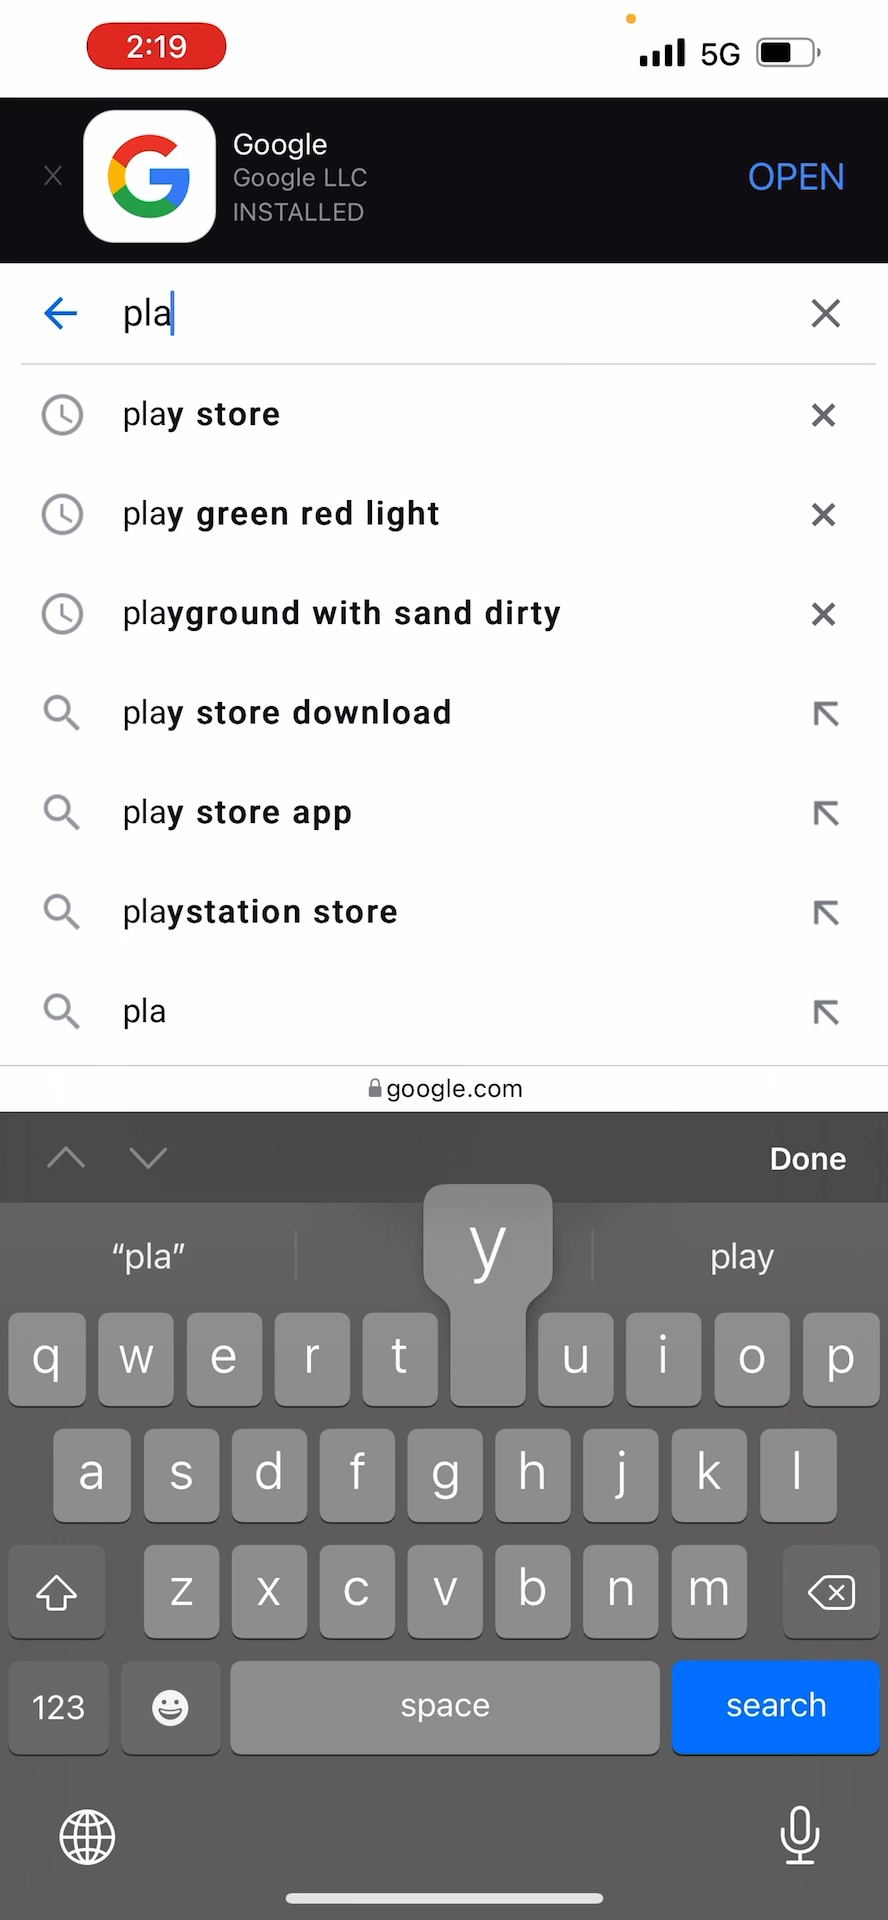 2:19
5G
Google
Google LLC
INSTALLED
OPEN
pla
play store
play green red light
playground with sand dirty
play store download
play store app
playstation store
pla
google.com
Done
“pla”
y
play
q w e r t u i o p
a s d f g h j k l
z x c v b n m
123 space search